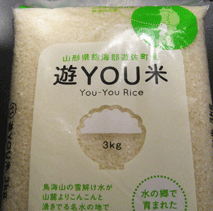 山形県飽海郡遊佐町
遊YOU米
You-You Rice
3kg
鳥海山の雪解け水が
山麓よりこんこんと
湧きでる名水の地で
水の郷で
育まれた